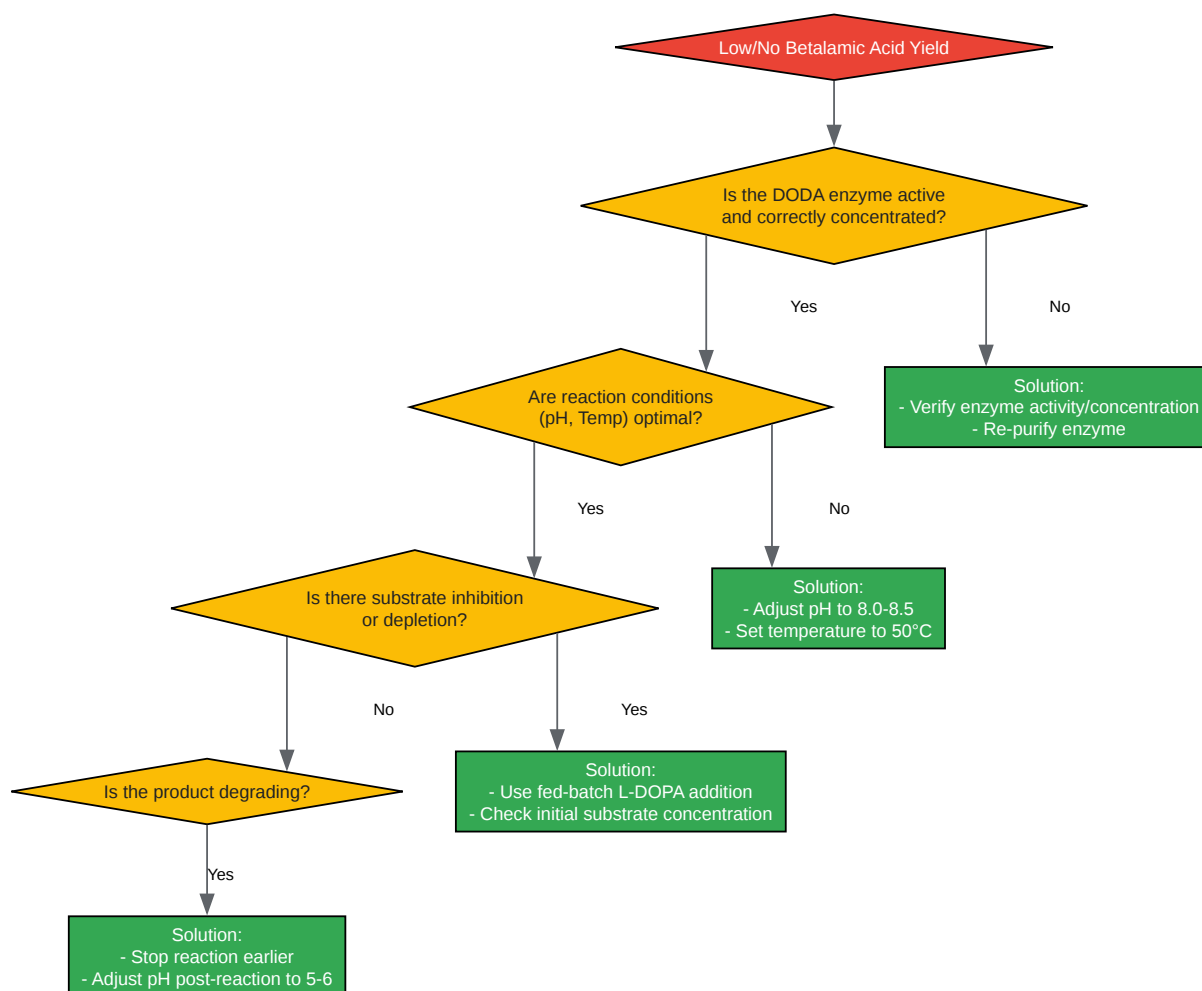 Low/No Betalamic Acid Yield
Is the DODA enzyme active
and correctly concentrated?
Yes
No
Are reaction conditions
(pH, Temp) optimal?
Solution:
- Verify enzyme activity/concentration
- Re-purify enzyme
Yes
No
Is there substrate inhibition
or depletion?
Solution:
- Adjust pH to 8.0-8.5
- Set temperature to 50°C
No
Yes
Is the product degrading?
Solution:
- Use fed-batch L-DOPA addition
- Check initial substrate concentration
Yes
Solution:
- Stop reaction earlier
- Adjust pH post-reaction to 5-6